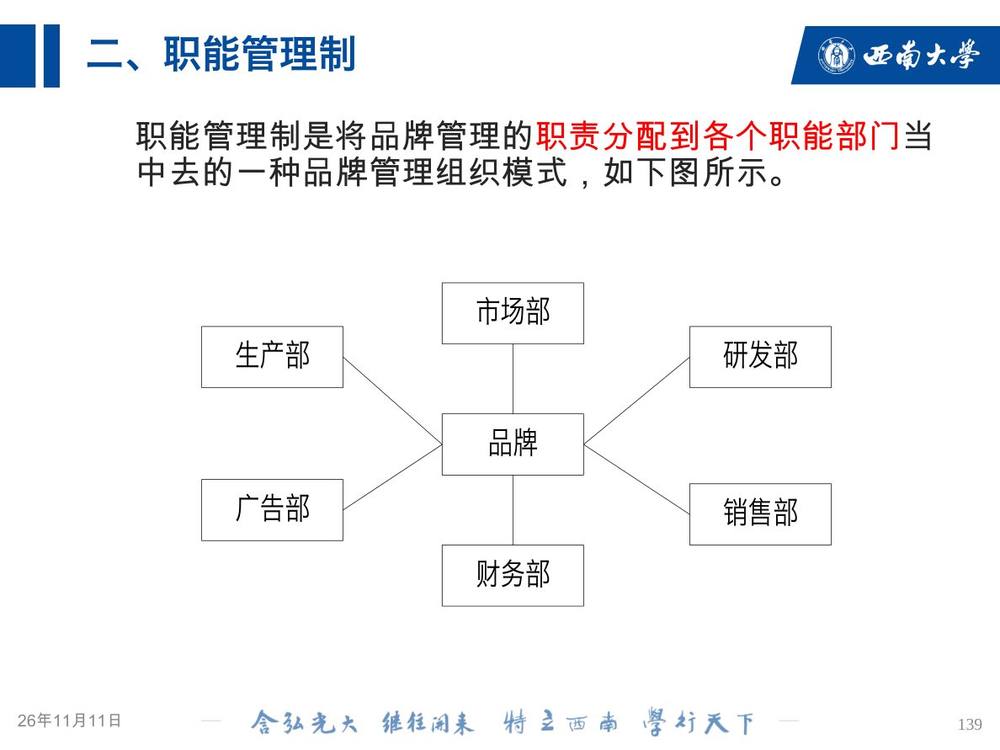 二、职能管理制
西南大学
职能管理制是将品牌管理的职责分配到各个职能部门当
中去的一种品牌管理组织模式，如下图所示。
市场部
生产部
研发部
品牌
广告部
销售部
财务部
26年11月11日
含弘光大 继往开来 特立西南 學行天下
139